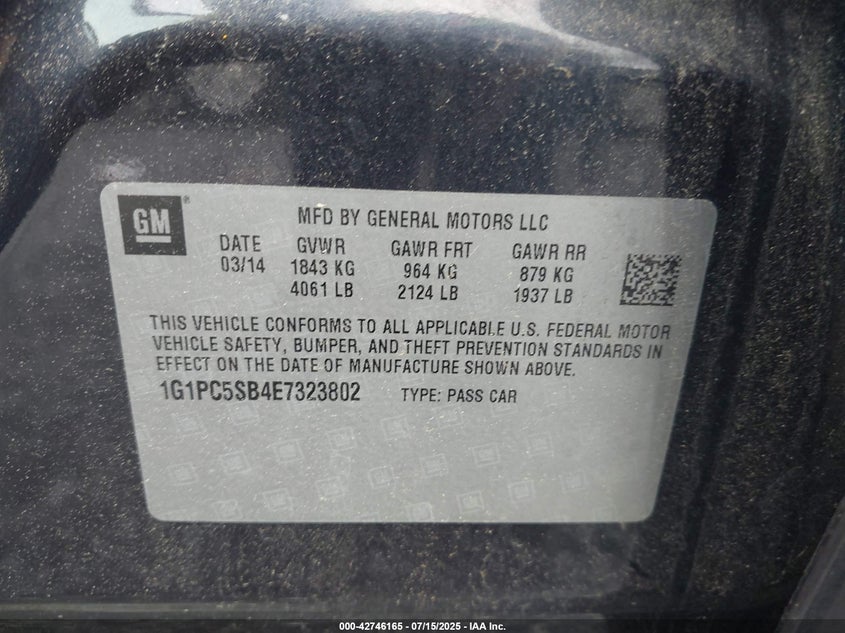 GM
MFD BY GENERAL MOTORS LLC
DATE GVWR GAWR FRT GAWR RR
03/14 1843 KG 964 KG 879 KG
4061 LB 2124 LB 1937 LB
THIS VEHICLE CONFORMS TO ALL APPLICABLE U.S. FEDERAL MOTOR
VEHICLE SAFETY, BUMPER, AND THEFT PREVENTION STANDARDS IN
EFFECT ON THE DATE OF MANUFACTURE SHOWN ABOVE.
1G1PC5SB4E7323802 TYPE: PASS CAR
000-42746165 - 07/15/2025 - IAA Inc.